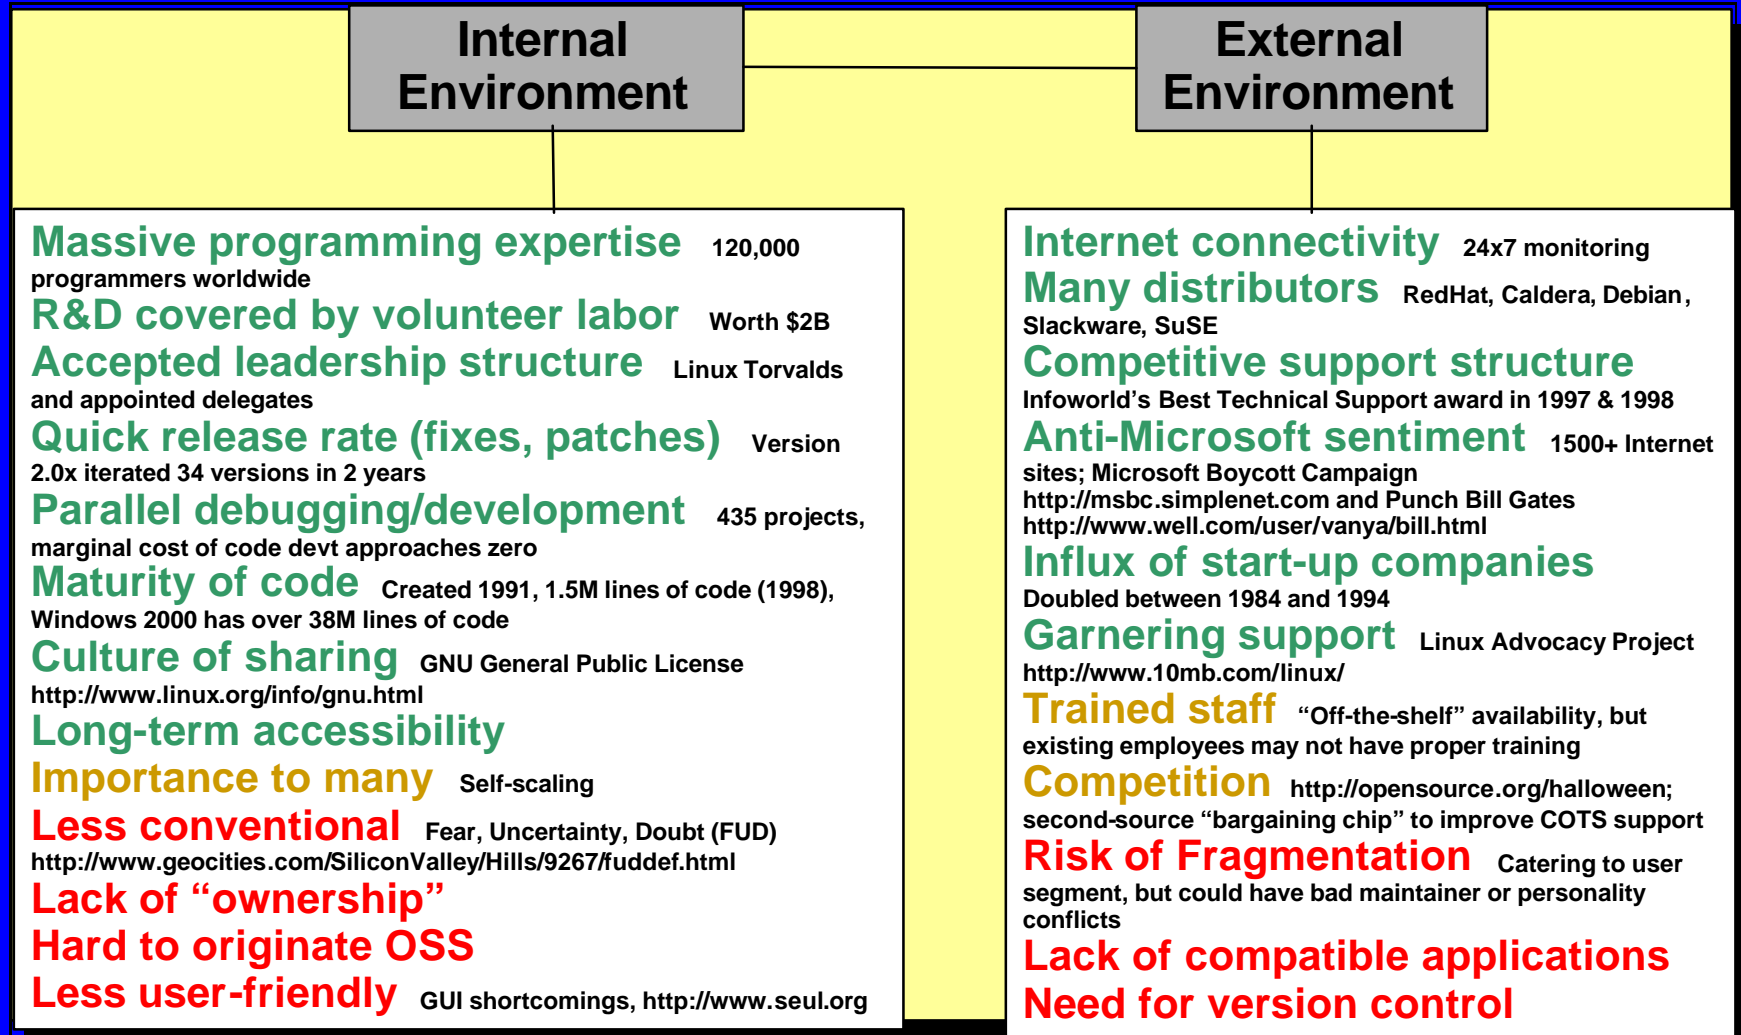 Internal
Environment
External
Environment
Massive programming expertise 120,000
programmers worldwide
R&D covered by volunteer labor Worth $2B
Accepted leadership structure Linux Torvalds
and appointed delegates
Quick release rate (fixes, patches) Version
2.0x iterated 34 versions in 2 years
Parallel debugging/development 435 projects,
marginal cost of code devt approaches zero
Maturity of code Created 1991, 1.5M lines of code (1998),
Windows 2000 has over 38M lines of code
Culture of sharing GNU General Public License
http://www.linux.org/info/gnu.html
Long-term accessibility
Importance to many Self-scaling
Less conventional Fear, Uncertainty, Doubt (FUD)
http://www.geocities.com/SiliconValley/Hills/9267/fuddef.html
Lack of “ownership”
Hard to originate OSS
Less user-friendly GUI shortcomings, http://www.seul.org
Internet connectivity 24x7 monitoring
Many distributors RedHat, Caldera, Debian,
Slackware, SuSE
Competitive support structure
Infoworld’s Best Technical Support award in 1997 & 1998
Anti-Microsoft sentiment 1500+ Internet
sites; Microsoft Boycott Campaign
http://msbc.simplenet.com and Punch Bill Gates
http://www.well.com/user/vanya/bill.html
Influx of start-up companies
Doubled between 1984 and 1994
Garnering support Linux Advocacy Project
http://www.10mb.com/linux/
Trained staff “Off-the-shelf” availability, but
existing employees may not have proper training
Competition http://opensource.org/halloween;
second-source “bargaining chip” to improve COTS support
Risk of Fragmentation Catering to user
segment, but could have bad maintainer or personality
conflicts
Lack of compatible applications
Need for version control